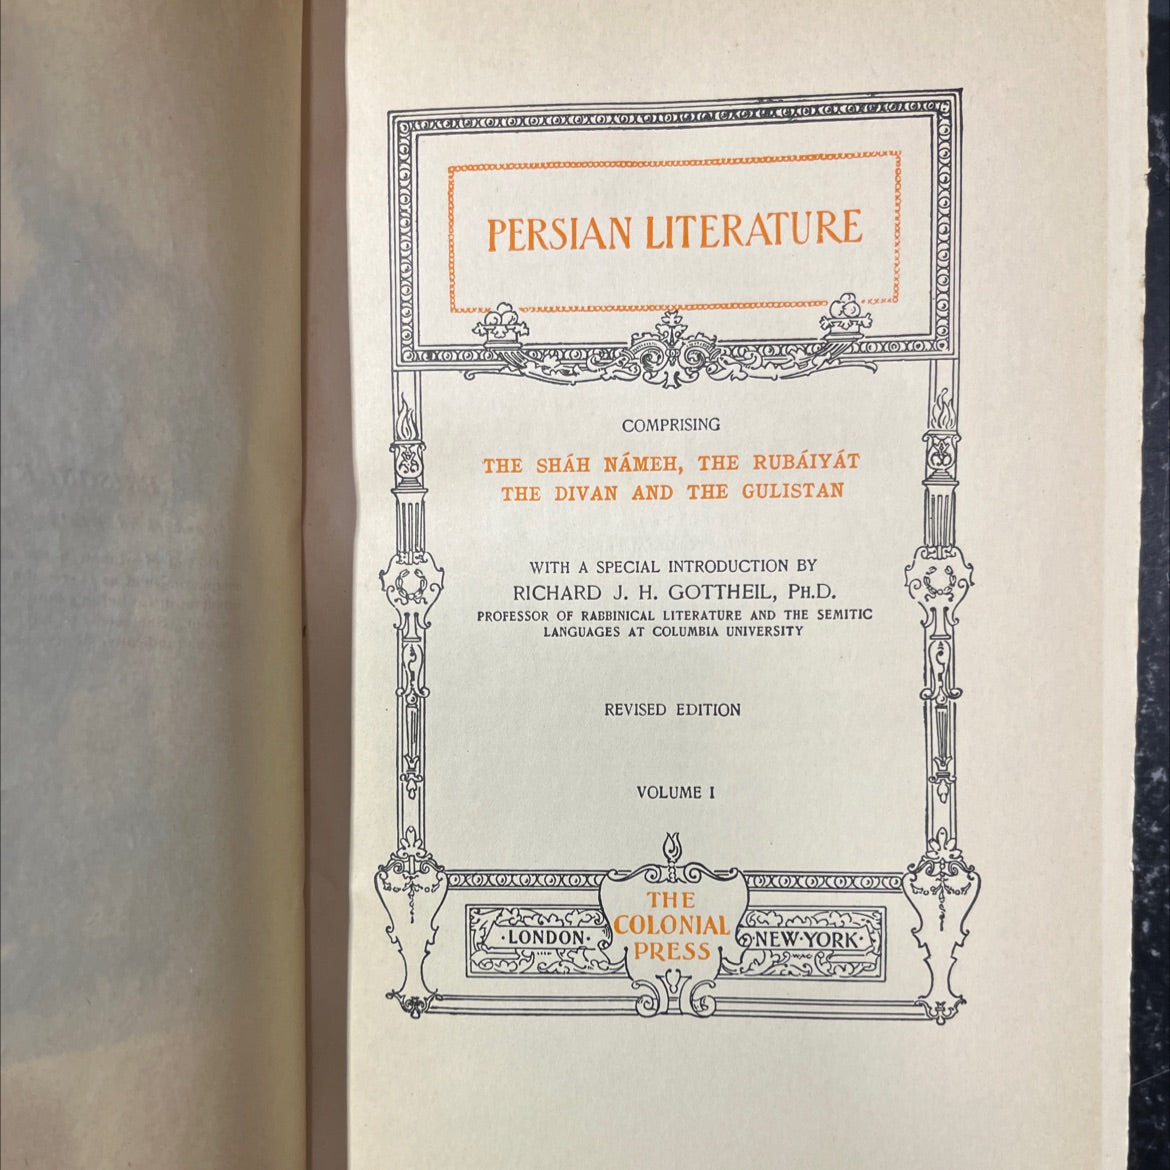 PERSIAN LITERATURE
COMPRISING
THE SHÁH NÁMEH, THE RUBÁIYÁT
THE DIVAN AND THE GULISTAN
WITH A SPECIAL INTRODUCTION BY
RICHARD J. H. GOTTHEIL, PH.D.
PROFESSOR OF RABBINICAL LITERATURE AND THE SEMITIC
LANGUAGES AT COLUMBIA UNIVERSITY
REVISED EDITION
VOLUME I
THE
COLONIAL
PRESS
·LONDON·
·NEW·YORK·